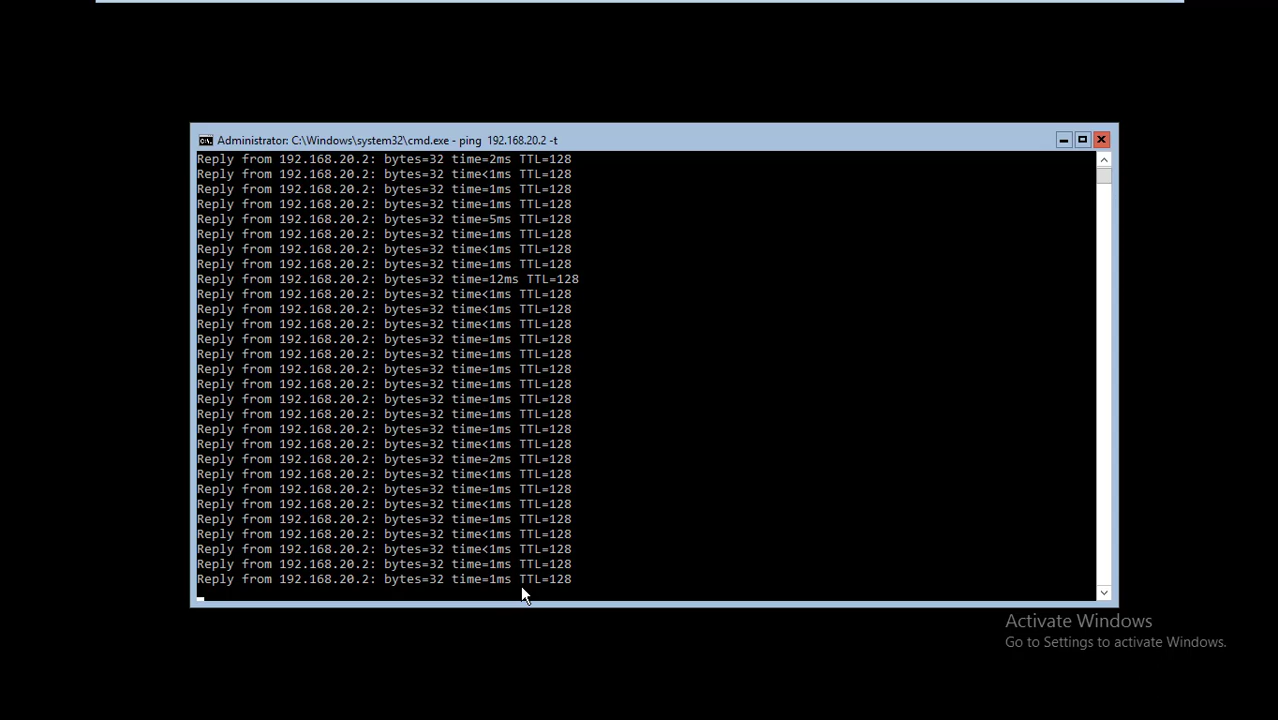 Administrator: C:\Windows\system32\cmd.exe - ping 192.168.20.2 -t
Reply from 192.168.20.2: bytes=32 time=2ms TTL=128
Reply from 192.168.20.2: bytes=32 time<1ms TTL=128
Reply from 192.168.20.2: bytes=32 time=1ms TTL=128
Reply from 192.168.20.2: bytes=32 time=1ms TTL=128
Reply from 192.168.20.2: bytes=32 time=5ms TTL=128
Reply from 192.168.20.2: bytes=32 time=1ms TTL=128
Reply from 192.168.20.2: bytes=32 time<1ms TTL=128
Reply from 192.168.20.2: bytes=32 time=1ms TTL=128
Reply from 192.168.20.2: bytes=32 time=12ms TTL=128
Reply from 192.168.20.2: bytes=32 time<1ms TTL=128
Reply from 192.168.20.2: bytes=32 time<1ms TTL=128
Reply from 192.168.20.2: bytes=32 time<1ms TTL=128
Reply from 192.168.20.2: bytes=32 time=1ms TTL=128
Reply from 192.168.20.2: bytes=32 time=1ms TTL=128
Reply from 192.168.20.2: bytes=32 time=1ms TTL=128
Reply from 192.168.20.2: bytes=32 time=1ms TTL=128
Reply from 192.168.20.2: bytes=32 time=1ms TTL=128
Reply from 192.168.20.2: bytes=32 time=1ms TTL=128
Reply from 192.168.20.2: bytes=32 time=1ms TTL=128
Reply from 192.168.20.2: bytes=32 time<1ms TTL=128
Reply from 192.168.20.2: bytes=32 time=2ms TTL=128
Reply from 192.168.20.2: bytes=32 time<1ms TTL=128
Reply from 192.168.20.2: bytes=32 time=1ms TTL=128
Reply from 192.168.20.2: bytes=32 time<1ms TTL=128
Reply from 192.168.20.2: bytes=32 time=1ms TTL=128
Reply from 192.168.20.2: bytes=32 time<1ms TTL=128
Reply from 192.168.20.2: bytes=32 time<1ms TTL=128
Reply from 192.168.20.2: bytes=32 time=1ms TTL=128
Reply from 192.168.20.2: bytes=32 time=1ms TTL=128
Activate Windows
Go to Settings to activate Windows.